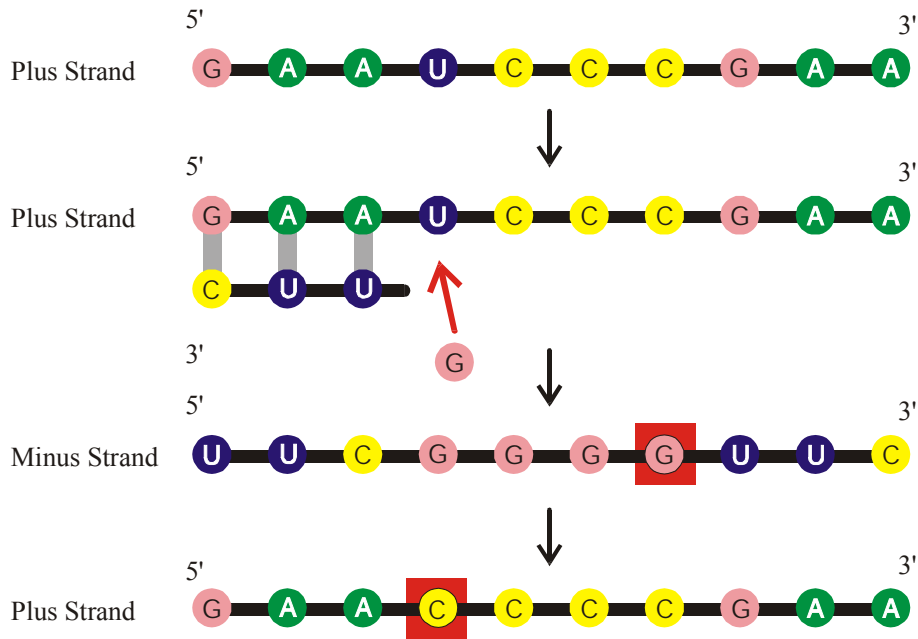 5'
3'
Plus Strand G A A U C C C G A A
5'
3'
Plus Strand G A A U C C C G A A
C U U
3'
G
5'
3'
Minus Strand U U C G G G G U U C
5'
3'
Plus Strand G A A C C C C G A A